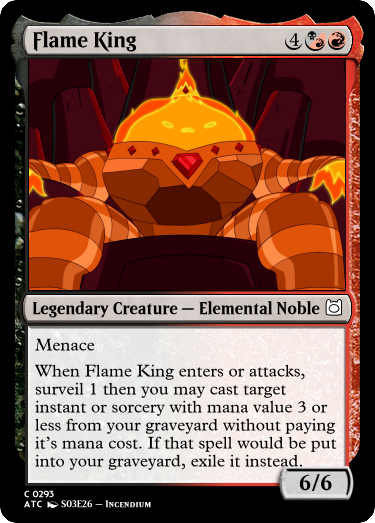 Flame King 4
Legendary Creature — Elemental Noble
Menace
When Flame King enters or attacks,
surveil 1 then you may cast target
instant or sorcery with mana value 3 or
less from your graveyard without paying
it's mana cost. If that spell would be put
into your graveyard, exile it instead.
6/6
C 0293
ATC S03E26 – Incendium